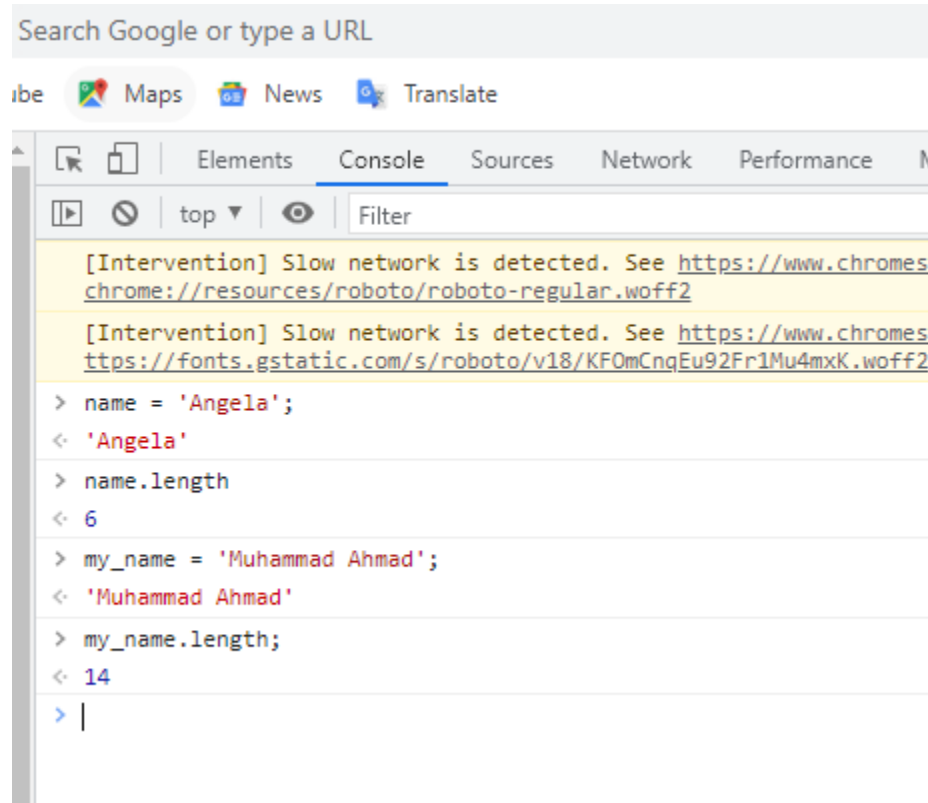 Search Google or type a URL
ube Maps News Translate
Elements Console Sources Network Performance
top Filter
[Intervention] Slow network is detected. See https://www.chromes
chrome://resources/roboto/roboto-regular.woff2
[Intervention] Slow network is detected. See https://www.chromes
ttps://fonts.gstatic.com/s/roboto/v18/KFOmCnqEu92Fr1Mu4mxK.woff2
> name = 'Angela';
< 'Angela'
> name.length
< 6
> my_name = 'Muhammad Ahmad';
< 'Muhammad Ahmad'
> my_name.length;
< 14
>